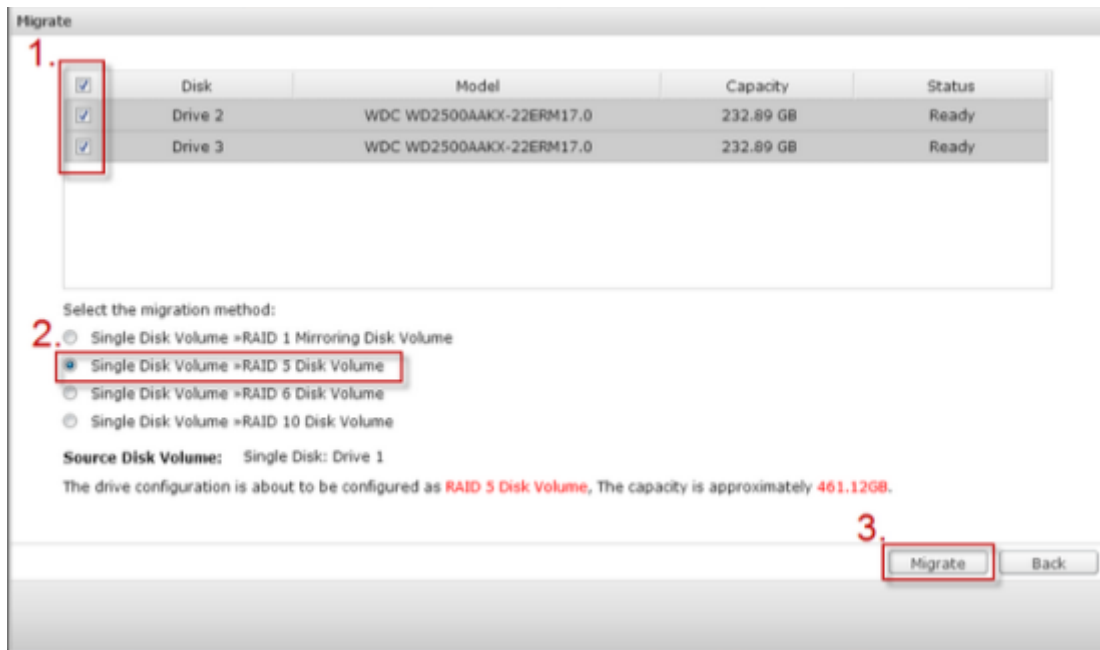 Migrate
1.
Disk Model Capacity Status
Drive 2 WDC WD2500AAKX-22ERM17.0 232.89 GB Ready
Drive 3 WDC WD2500AAKX-22ERM17.0 232.89 GB Ready
Select the migration method:
2.
Single Disk Volume »RAID 1 Mirroring Disk Volume
Single Disk Volume »RAID 5 Disk Volume
Single Disk Volume »RAID 6 Disk Volume
Single Disk Volume »RAID 10 Disk Volume
Source Disk Volume: Single Disk: Drive 1
The drive configuration is about to be configured as RAID 5 Disk Volume, The capacity is approximately 461.12GB.
3.
Migrate Back